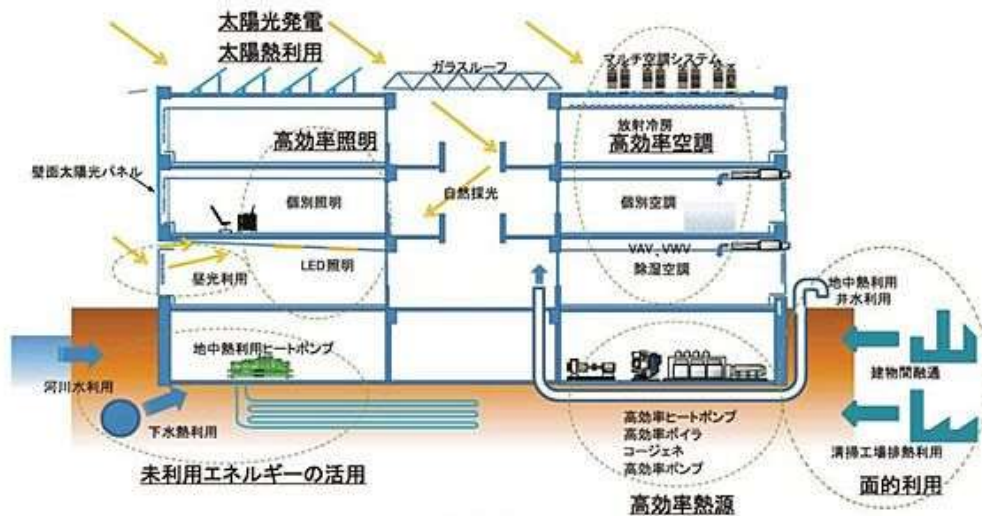 太陽光発電
太陽熱利用
ガラスルーフ
マルチ空調システム
放射冷房
高効率照明
高効率空調
壁面太陽光パネル
自然採光
個別照明
個別空調
VAV、VWV
LED照明
除湿空調
昼光利用
地中熱利用
井水利用
地中熱利用ヒートポンプ
河川水利用
建物間融通
下水熱利用
高効率ヒートポンプ
高効率ボイラ
コージェネ
高効率ポンプ
清掃工場排熱利用
未利用エネルギーの活用
高効率熱源
面的利用